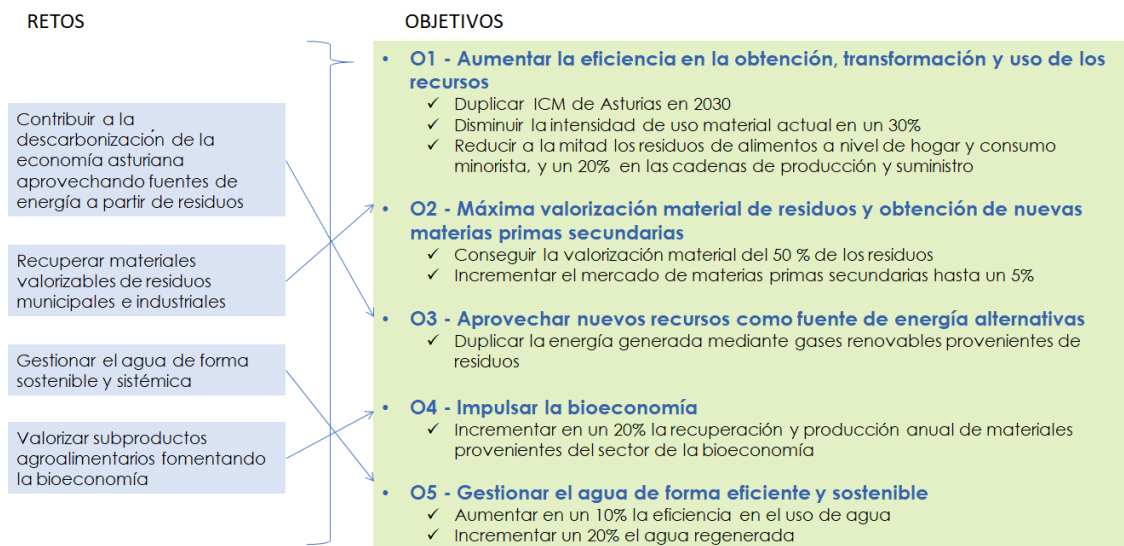 RETOS
OBJETIVOS
Contribuir a la
descarbonización de la
economía asturiana
aprovechando fuentes de
energía a partir de residuos
Recuperar materiales
valorizables de residuos
municipales e industriales
Gestionar el agua de forma
sostenible y sistémica
Valorizar subproductos
agroalimentarios fomentando
la bioeconomía
• O1 - Aumentar la eficiencia en la obtención, transformación y uso de los
recursos
✓ Duplicar ICM de Asturias en 2030
✓ Disminuir la intensidad de uso material actual en un 30%
✓ Reducir a la mitad los residuos de alimentos a nivel de hogar y consumo
minorista, y un 20% en las cadenas de producción y suministro
• O2 - Máxima valorización material de residuos y obtención de nuevas
materias primas secundarias
✓ Conseguir la valorización material del 50 % de los residuos
✓ Incrementar el mercado de materias primas secundarias hasta un 5%
• O3 - Aprovechar nuevos recursos como fuente de energía alternativas
✓ Duplicar la energía generada mediante gases renovables provenientes de
residuos
• O4 - Impulsar la bioeconomía
✓ Incrementar en un 20% la recuperación y producción anual de materiales
provenientes del sector de la bioeconomía
• O5 - Gestionar el agua de forma eficiente y sostenible
✓ Aumentar en un 10% la eficiencia en el uso de agua
✓ Incrementar un 20% el agua regenerada